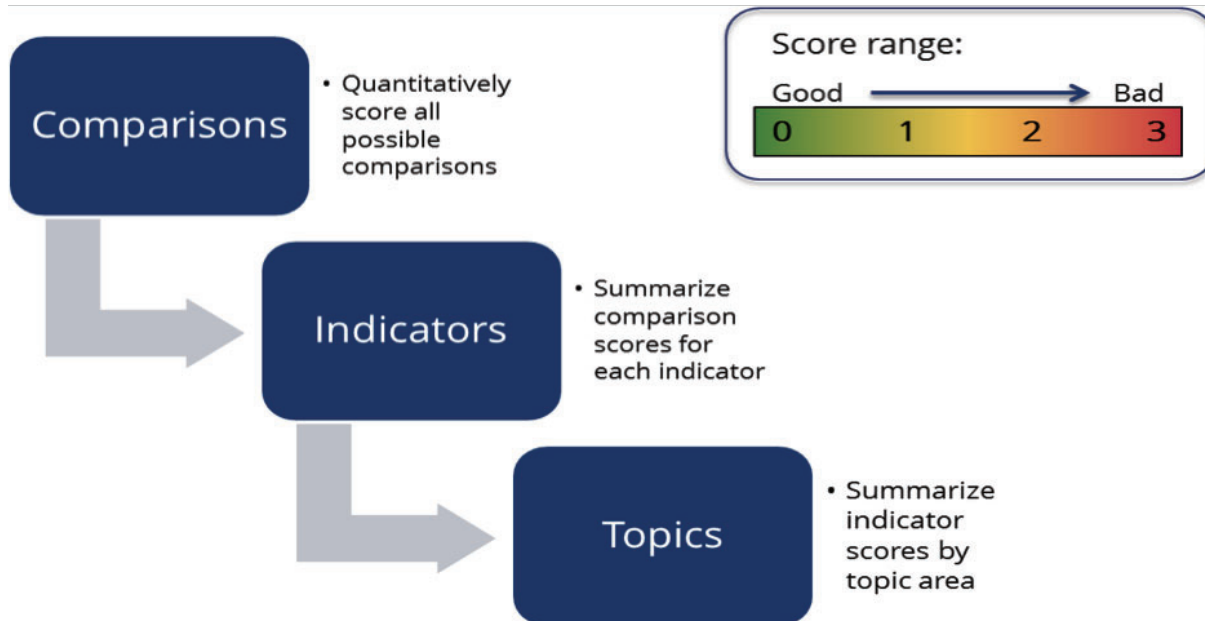 Comparisons
• Quantitatively
score all
possible
comparisons
Score range:
Good Bad
0 1 2 3
Indicators
• Summarize
comparison
scores for
each indicator
Topics
• Summarize
indicator
scores by
topic area